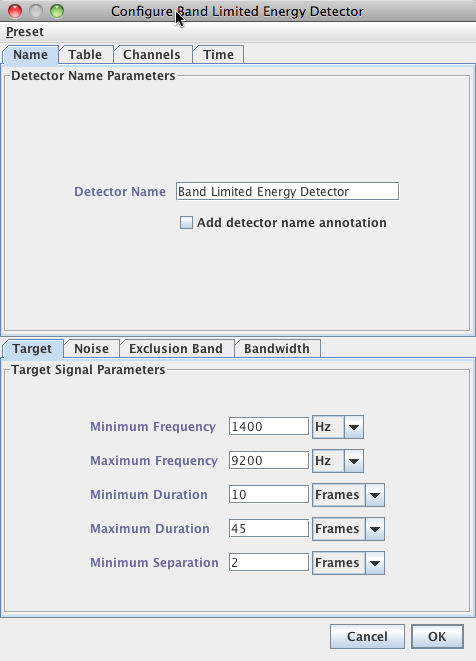 Configure Band Limited Energy Detector
Preset
Name Table Channels Time
Detector Name Parameters
Detector Name Band Limited Energy Detector
Add detector name annotation
Target Noise Exclusion Band Bandwidth
Target Signal Parameters
Minimum Frequency 1400 Hz
Maximum Frequency 9200 Hz
Minimum Duration 10 Frames
Maximum Duration 45 Frames
Minimum Separation 2 Frames
Cancel OK